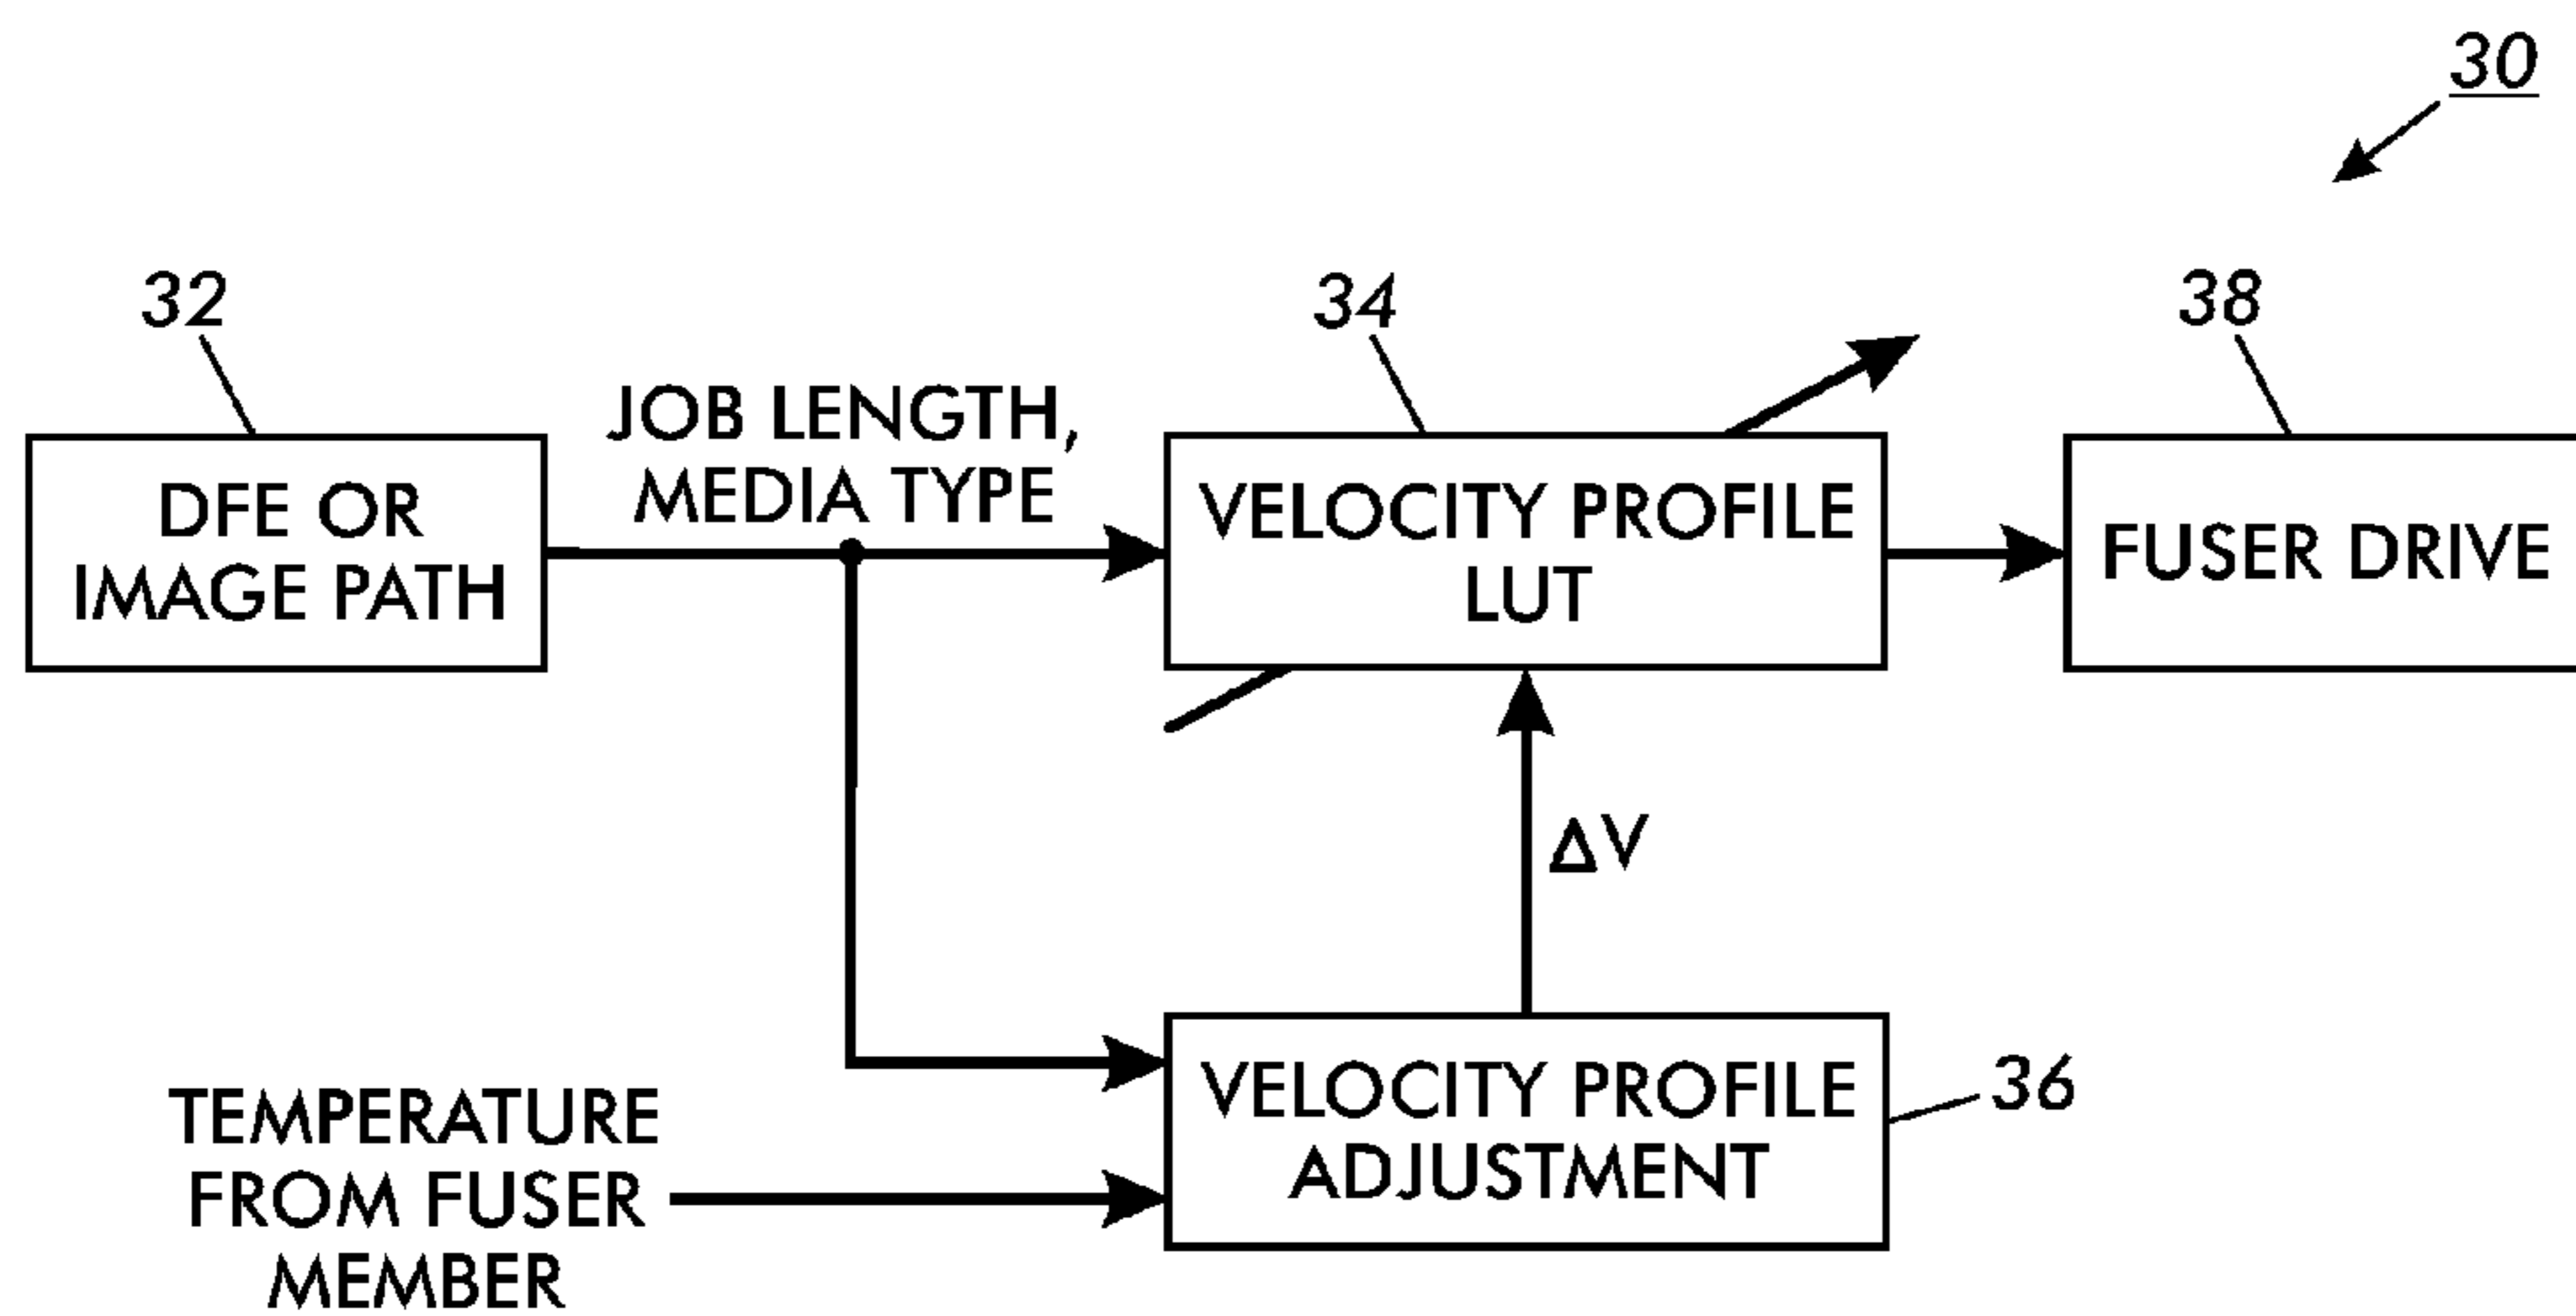 30
32
34
38
JOB LENGTH,
MEDIA TYPE
DFE OR
IMAGE PATH
VELOCITY PROFILE
LUT
FUSER DRIVE
ΔV
TEMPERATURE
FROM FUSER
MEMBER
VELOCITY PROFILE
ADJUSTMENT
36